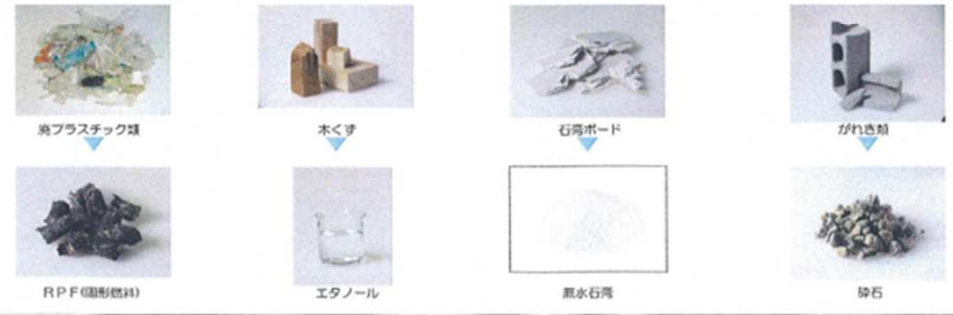 廃プラスチック類
木くず
石膏ボード
がれき類
RPF(固形燃料)
エタノール
無水石膏
砕石